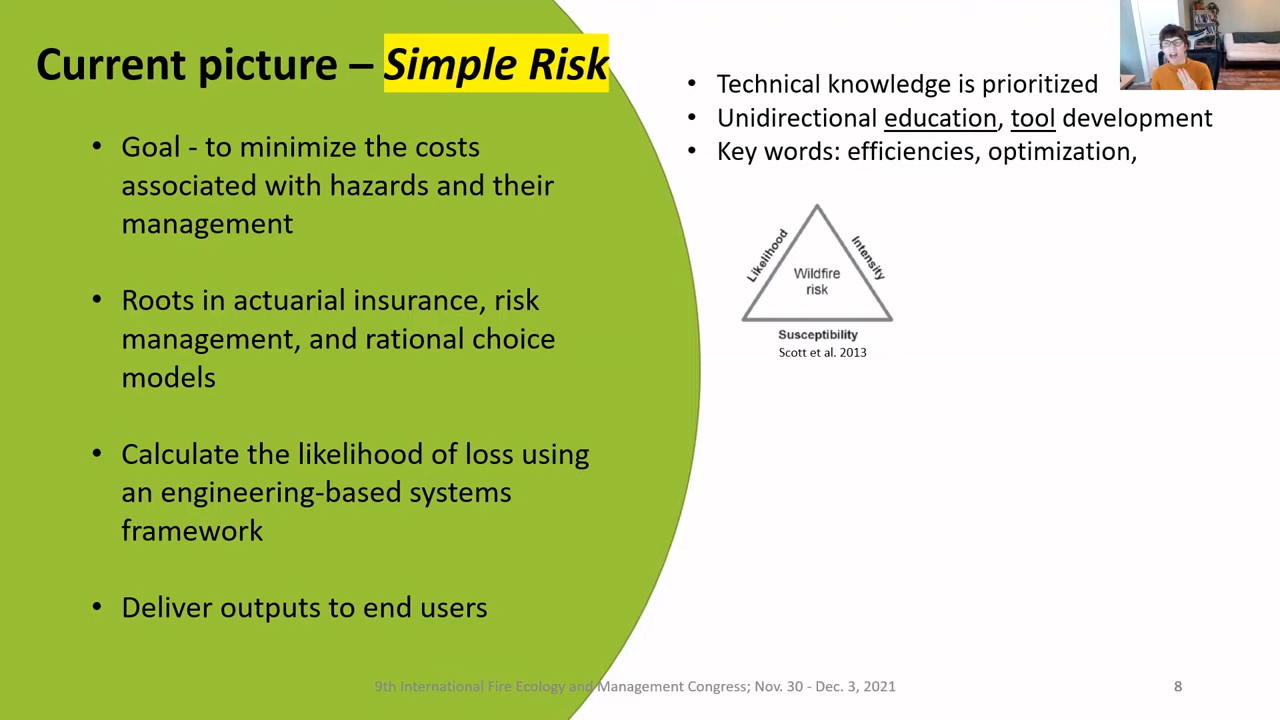 Current picture – Simple Risk
• Goal - to minimize the costs
associated with hazards and their
management
• Roots in actuarial insurance, risk
management, and rational choice
models
• Calculate the likelihood of loss using
an engineering-based systems
framework
• Deliver outputs to end users
• Technical knowledge is prioritized
• Unidirectional education, tool development
• Key words: efficiencies, optimization,
Likelihood
Intensity
Wildfire
risk
Susceptibility
Scott et al. 2013
9th International Fire Ecology and Management Congress; Nov. 30 - Dec. 3, 2021
8